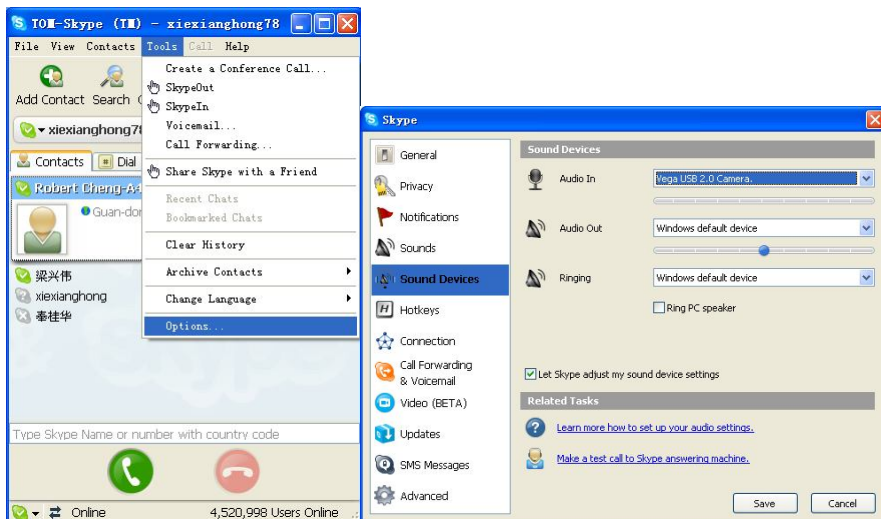 TOM-Skype (TM) - xiexianghong78
File View Contacts Tools Call Help
Add Contact Search
xiexianghong78
Contacts Dial
Robert Cheng-A4
Guan-don
梁兴伟
xiexianghong
奉桂华
Type Skype Name or number with country code
Online 4,520,998 Users Online
Create a Conference Call...
SkypeOut
SkypeIn
Voicemail...
Call Forwarding...
Share Skype with a Friend
Recent Chats
Bookmarked Chats
Clear History
Archive Contacts
Change Language
Options...
Skype
General
Privacy
Notifications
Sounds
Sound Devices
Hotkeys
Connection
Call Forwarding
& Voicemail
Video (BETA)
Updates
SMS Messages
Advanced
Sound Devices
Audio In Vega USB 2.0 Camera.
Audio Out Windows default device
Ringing Windows default device
Ring PC speaker
Let Skype adjust my sound device settings
Related Tasks
Learn more how to set up your audio settings.
Make a test call to Skype answering machine.
Save Cancel